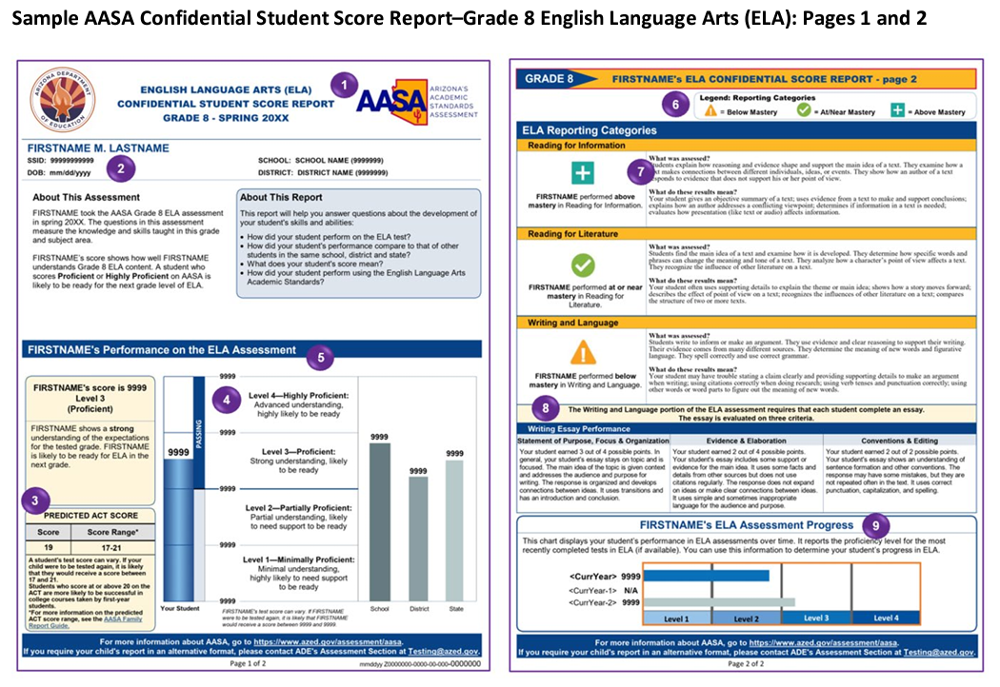 Sample AASA Confidential Student Score Report–Grade 8 English Language Arts (ELA): Pages 1 and 2
ARIZONA DEPARTMENT OF EDUCATION
ENGLISH LANGUAGE ARTS (ELA)
CONFIDENTIAL STUDENT SCORE REPORT
GRADE 8 - SPRING 20XX
1
AASA
ARIZONA'S
ACADEMIC
STANDARDS
ASSESSMENT
FIRSTNAME M. LASTNAME
SSID: 99999999999
DOB: mm/dd/yyyy
2
SCHOOL: SCHOOL NAME (9999999)
DISTRICT: DISTRICT NAME (9999999)
About This Assessment
FIRSTNAME took the AASA Grade 8 ELA assessment
in spring 20XX. The questions in this assessment
measure the knowledge and skills taught in this grade
and subject area.
FIRSTNAME's score shows how well FIRSTNAME
understands Grade 8 ELA content. A student who
scores Proficient or Highly Proficient on AASA is
likely to be ready for the next grade level of ELA.
About This Report
This report will help you answer questions about the development of
your student's skills and abilities:
• How did your student perform on the ELA test?
• How did your student's performance compare to that of other
students in the same school, district and state?
• What does your student's score mean?
• How did your student perform using the English Language Arts
Academic Standards?
FIRSTNAME's Performance on the ELA Assessment
5
FIRSTNAME's score is 9999
Level 3
(Proficient)
FIRSTNAME shows a strong
understanding of the expectations
for the tested grade. FIRSTNAME
is likely to be ready for ELA in the
next grade.
3
PREDICTED ACT SCORE
Score Score Range*
19 17-21
A student's test score can vary. If your
child were to be tested again, it is likely
that they would receive a score between
17 and 21.
Students who score at or above 20 on the
ACT are more likely to be successful in
college courses taken by first-year
students.
*For more information on the predicted
ACT score range, see the AASA Family
Report Guide.
9999
PASSING
Your Student
9999
9999
9999
9999
9999
4
Level 4—Highly Proficient:
Advanced understanding,
highly likely to be ready
Level 3—Proficient:
Strong understanding, likely
to be ready
Level 2—Partially Proficient:
Partial understanding, likely
to need support to be ready
Level 1—Minimally Proficient:
Minimal understanding,
highly likely to need support
to be ready
FIRSTNAME's test score can vary. If FIRSTNAME
were to be tested again, it is likely that FIRSTNAME
would receive a score between 9999 and 9999.
9999
9999
9999
School District State
For more information about AASA, go to https://www.azed.gov/assessment/aasa.
If you require your child's report in an alternative format, please contact ADE's Assessment Section at Testing@azed.gov.
Page 1 of 2
mmddyy Z0000000-0000-00-000-0000000
GRADE 8
FIRSTNAME's ELA CONFIDENTIAL SCORE REPORT - page 2
6
Legend: Reporting Categories
= Below Mastery
= At/Near Mastery
= Above Mastery
ELA Reporting Categories
Reading for Information
FIRSTNAME performed above
mastery in Reading for Information.
7
What was assessed?
Students explain how reasoning and evidence shape and support the main idea of a text. They examine how a
text makes connections between different individuals, ideas, or events. They show how an author of a text
responds to evidence that does not support his or her point of view.
What do these results mean?
Your student gives an objective summary of a text; uses evidence from a text to make and support conclusions;
explains how an author addresses a conflicting viewpoint; determines if information in a text is needed;
evaluates how presentation (like text or audio) affects information.
Reading for Literature
FIRSTNAME performed at or near
mastery in Reading for
Literature.
What was assessed?
Students find the main idea of a text and examine how it is developed. They determine how specific words and
phrases can change the meaning and tone of a text. They analyze how a character's point of view affects a text.
They recognize the influence of other literature on a text.
What do these results mean?
Your student often uses supporting details to explain the theme or main idea; shows how a story moves forward;
describes the effect of point of view on a text; recognizes the influences of other literature on a text; compares
the structure of two or more texts.
Writing and Language
FIRSTNAME performed below
mastery in Writing and Language.
What was assessed?
Students write to inform or make an argument. They use evidence and clear reasoning to support their writing.
Their evidence comes from many different sources. They determine the meaning of new words and figurative
language. They spell correctly and use correct grammar.
What do these results mean?
Your student may have trouble stating a claim clearly and providing supporting details to make an argument
when writing; using citations correctly when doing research; using verb tenses and punctuation correctly; using
other words or word parts to figure out the meaning of new words.
8
The Writing and Language portion of the ELA assessment requires that each student complete an essay.
The essay is evaluated on three criteria.
Writing Essay Performance
Statement of Purpose, Focus & Organization
Your student earned 3 out of 4 possible points. In
general, your student's essay stays on topic and is
focused. The main idea of the topic is given context
and addresses the audience and purpose for
writing. The response is organized and develops
connections between ideas. It uses transitions and
has an introduction and conclusion.
Evidence & Elaboration
Your student earned 2 out of 4 possible points.
Your student's essay includes some support or
evidence for the main idea. It uses some facts and
details from other sources but does not use
citations regularly. The response does not expand
on ideas or make clear connections between ideas.
It uses simple and sometimes inappropriate
language for the audience and purpose.
Conventions & Editing
Your student earned 2 out of 2 possible points.
Your student's essay shows an understanding of
sentence formation and other conventions. The
response may have some mistakes, but they are
not repeated often in the text. It uses correct
punctuation, capitalization, and spelling.
FIRSTNAME's ELA Assessment Progress
9
This chart displays your student's performance in ELA assessments over time. It reports the proficiency level for the most
recently completed tests in ELA (if available). You can use this information to determine your student's progress in ELA.
<CurrYear> 9999
<CurrYear-1> N/A
<CurrYear-2> 9999
Level 1 Level 2 Level 3 Level 4
For more information about AASA, go to https://www.azed.gov/assessment/aasa.
If you require your child's report in an alternative format, please contact ADE's Assessment Section at Testing@azed.gov.
Page 2 of 2